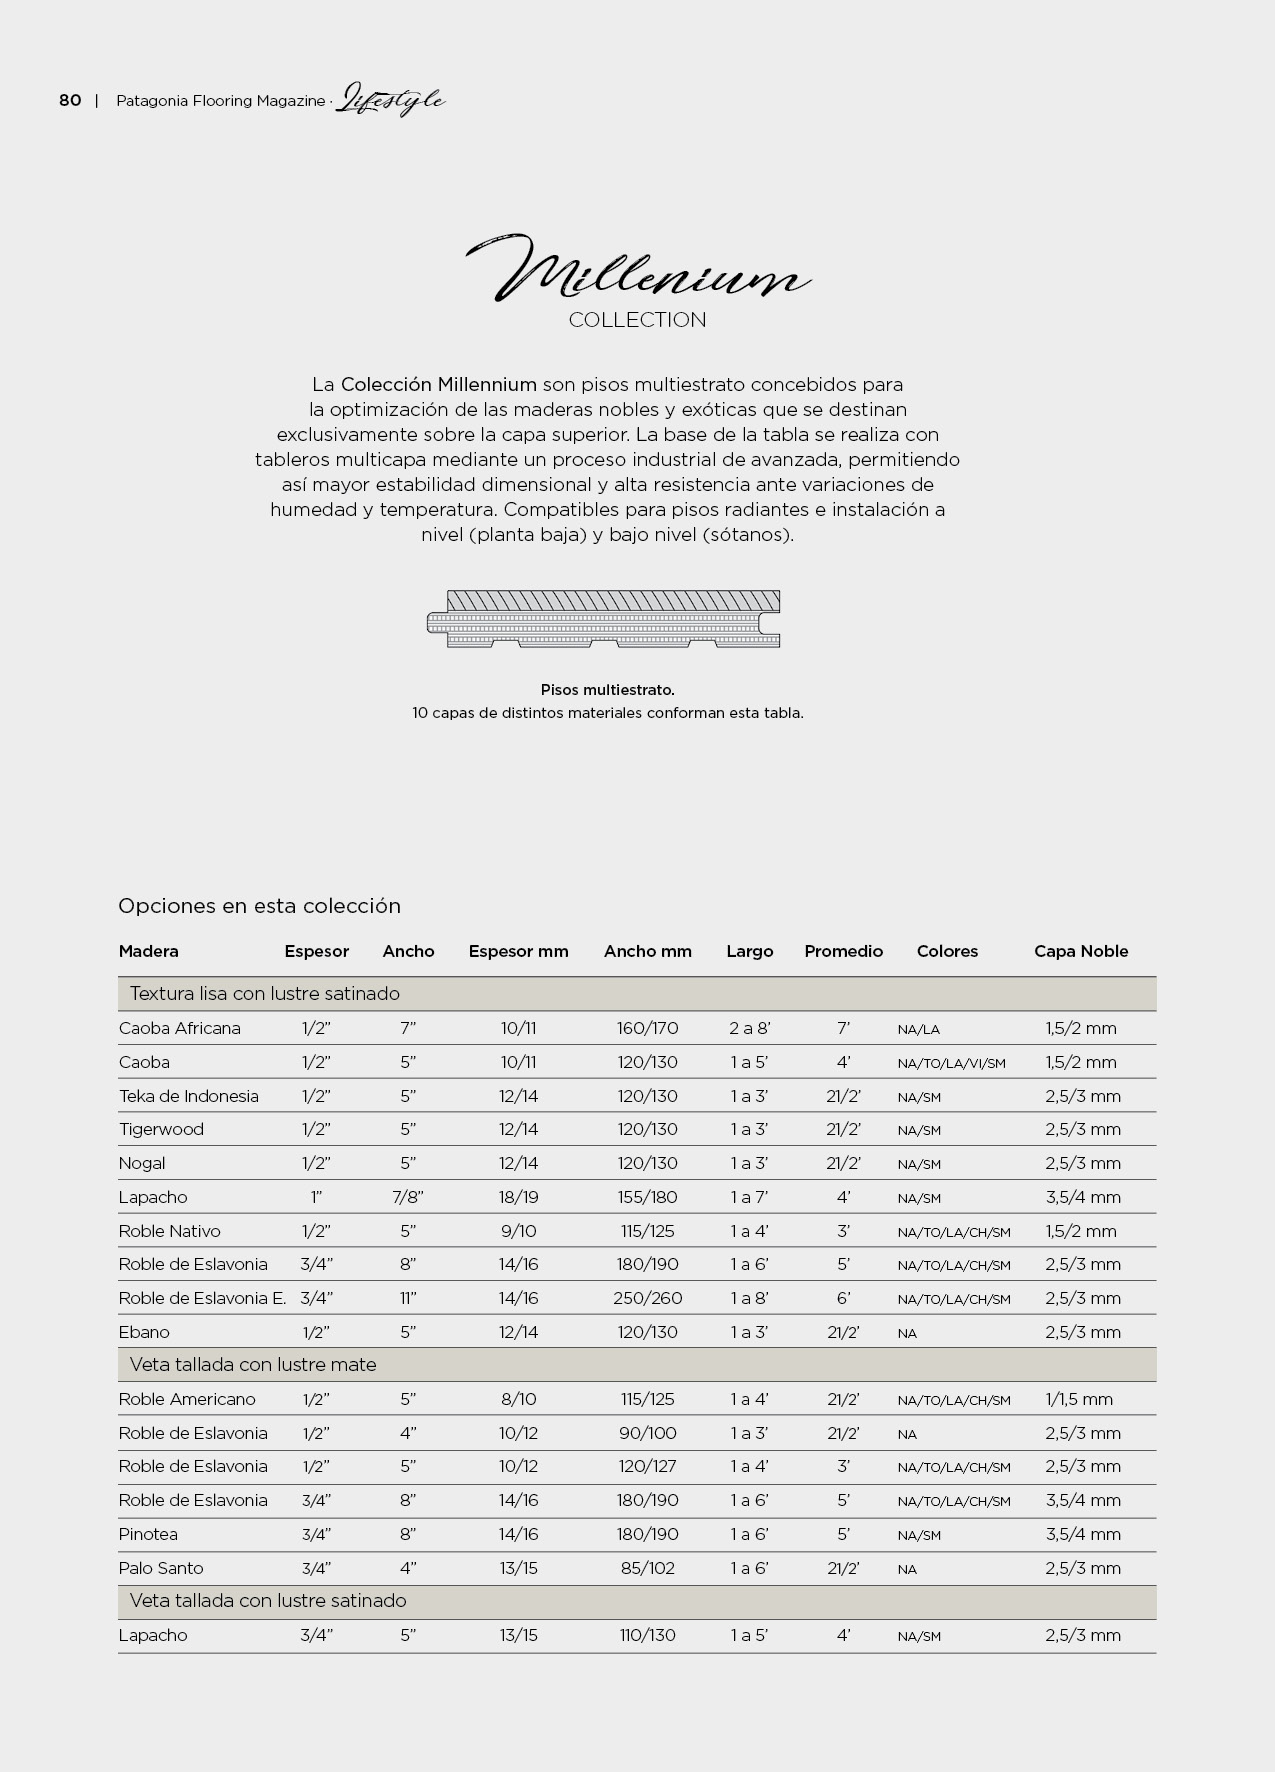 80 | Patagonia Flooring Magazine · Lifestyle
Millenium
COLLECTION
La Colección Millennium son pisos multiestrato concebidos para
la optimización de las maderas nobles y exóticas que se destinan
exclusivamente sobre la capa superior. La base de la tabla se realiza con
tableros multicapa mediante un proceso industrial de avanzada, permitiendo
así mayor estabilidad dimensional y alta resistencia ante variaciones de
humedad y temperatura. Compatibles para pisos radiantes e instalación a
nivel (planta baja) y bajo nivel (sótanos).
Pisos multiestrato.
10 capas de distintos materiales conforman esta tabla.
Opciones en esta colección
Madera Espesor Ancho Espesor mm Ancho mm Largo Promedio Colores Capa Noble
Textura lisa con lustre satinado
Caoba Africana 1/2” 7” 10/11 160/170 2 a 8’ 7’ NA/LA 1,5/2 mm
Caoba 1/2” 5” 10/11 120/130 1 a 5’ 4’ NA/TO/LA/VI/SM 1,5/2 mm
Teka de Indonesia 1/2” 5” 12/14 120/130 1 a 3’ 21/2’ NA/SM 2,5/3 mm
Tigerwood 1/2” 5” 12/14 120/130 1 a 3’ 21/2’ NA/SM 2,5/3 mm
Nogal 1/2” 5” 12/14 120/130 1 a 3’ 21/2’ NA/SM 2,5/3 mm
Lapacho 1” 7/8” 18/19 155/180 1 a 7’ 4’ NA/SM 3,5/4 mm
Roble Nativo 1/2” 5” 9/10 115/125 1 a 4’ 3’ NA/TO/LA/CH/SM 1,5/2 mm
Roble de Eslavonia 3/4” 8” 14/16 180/190 1 a 6’ 5’ NA/TO/LA/CH/SM 2,5/3 mm
Roble de Eslavonia E. 3/4” 11” 14/16 250/260 1 a 8’ 6’ NA/TO/LA/CH/SM 2,5/3 mm
Ebano 1/2” 5” 12/14 120/130 1 a 3’ 21/2’ NA 2,5/3 mm
Veta tallada con lustre mate
Roble Americano 1/2” 5” 8/10 115/125 1 a 4’ 21/2’ NA/TO/LA/CH/SM 1/1,5 mm
Roble de Eslavonia 1/2” 4” 10/12 90/100 1 a 3’ 21/2’ NA 2,5/3 mm
Roble de Eslavonia 1/2” 5” 10/12 120/127 1 a 4’ 3’ NA/TO/LA/CH/SM 2,5/3 mm
Roble de Eslavonia 3/4” 8” 14/16 180/190 1 a 6’ 5’ NA/TO/LA/CH/SM 3,5/4 mm
Pinotea 3/4” 8” 14/16 180/190 1 a 6’ 5’ NA/SM 3,5/4 mm
Palo Santo 3/4” 4” 13/15 85/102 1 a 6’ 21/2’ NA 2,5/3 mm
Veta tallada con lustre satinado
Lapacho 3/4” 5” 13/15 110/130 1 a 5’ 4’ NA/SM 2,5/3 mm